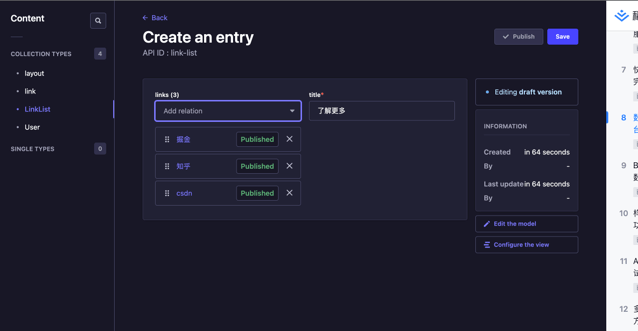 Content
COLLECTION TYPES 4
layout
link
LinkList
User
SINGLE TYPES 0
Back
Create an entry
API ID : link-list
Publish
Save
links (3)
Add relation
掘金 Published
知乎 Published
csdn Published
title*
了解更多
Editing draft version
INFORMATION
Created in 64 seconds
By -
Last update in 64 seconds
By -
Edit the model
Configure the view
7
8
9
10
11
12